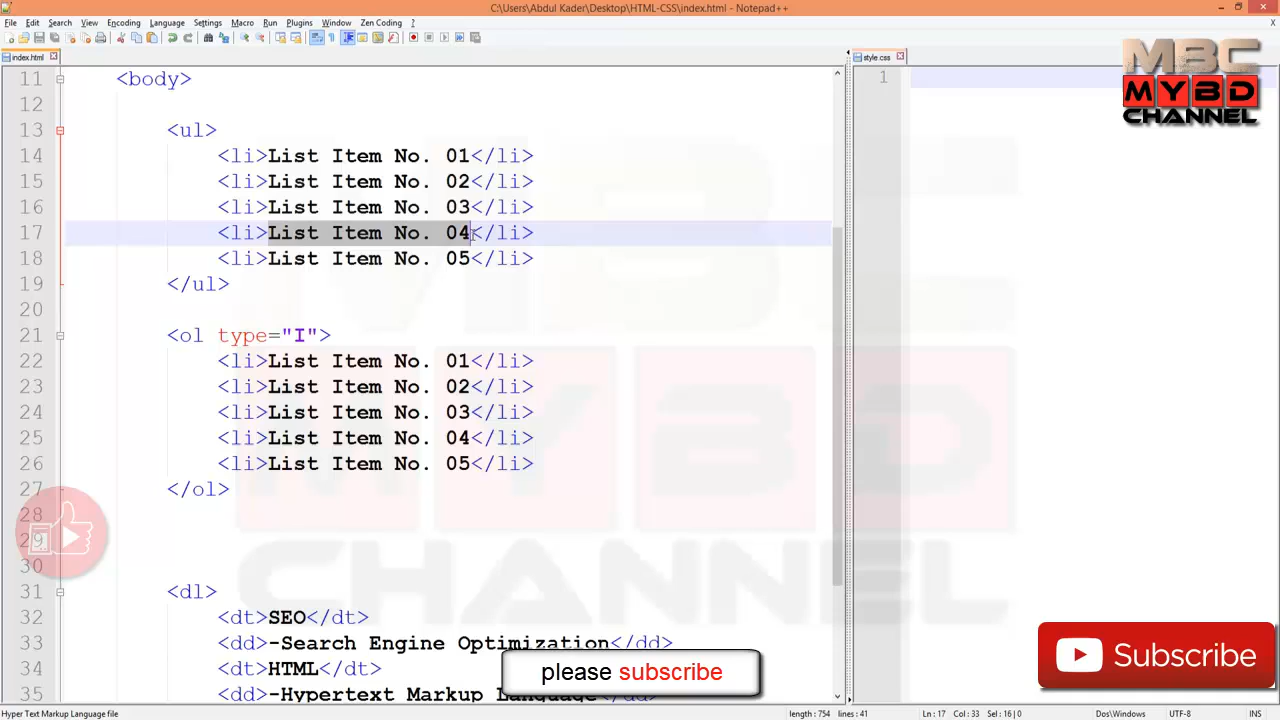 C:\Users\Abdul Kader\Desktop\HTML-CSS\index.html - Notepad++
File Edit Search View Encoding Language Settings Macro Run Plugins Window Zen Coding ?
X
index.html
style.css
11 <body>
12
13 <ul>
14 <li>List Item No. 01</li>
15 <li>List Item No. 02</li>
16 <li>List Item No. 03</li>
17 <li>List Item No. 04</li>
18 <li>List Item No. 05</li>
19 </ul>
20
21 <ol type="I">
22 <li>List Item No. 01</li>
23 <li>List Item No. 02</li>
24 <li>List Item No. 03</li>
25 <li>List Item No. 04</li>
26 <li>List Item No. 05</li>
27 </ol>
28
29
30
31 <dl>
32 <dt>SEO</dt>
33 <dd>-Search Engine Optimization</dd>
34 <dt>HTML</dt>
35 <dd>-Hypertext Markup Language</dd>
1
MBC
MYBD
CHANNEL
MBC
MYBD
CHANNEL
please subscribe
Subscribe
Hyper Text Markup Language file
length : 754 lines : 41
Ln : 17 Col : 33 Sel : 16 | 0
Dos\Windows
UTF-8
INS